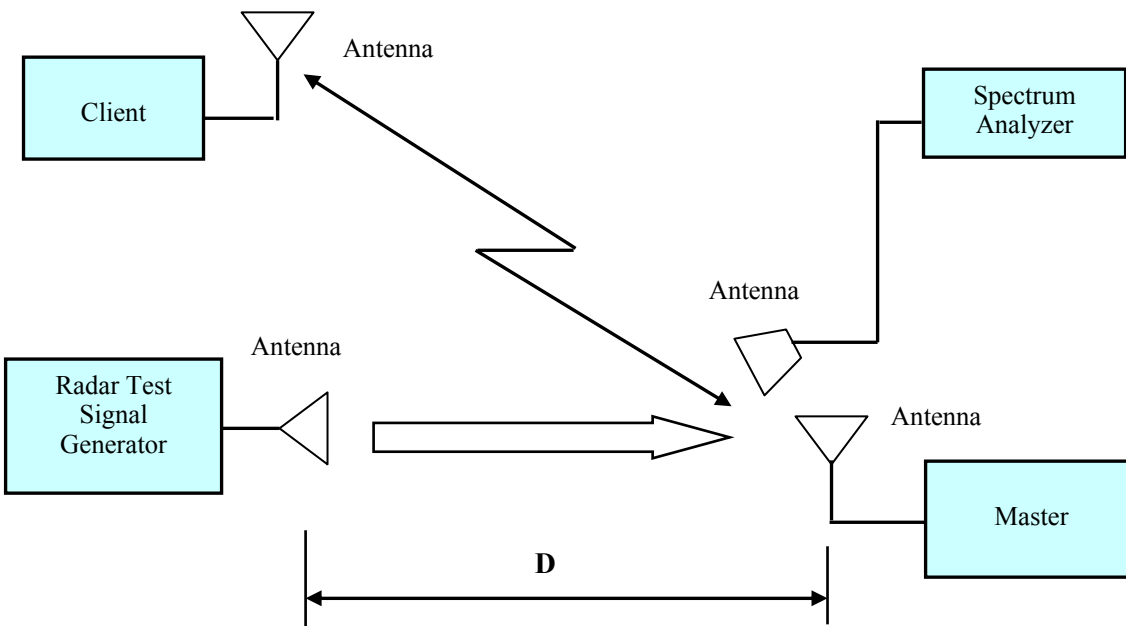 Antenna
Client
Spectrum
Analyzer
Antenna
Antenna
Radar Test
Signal
Generator
Antenna
Master
D